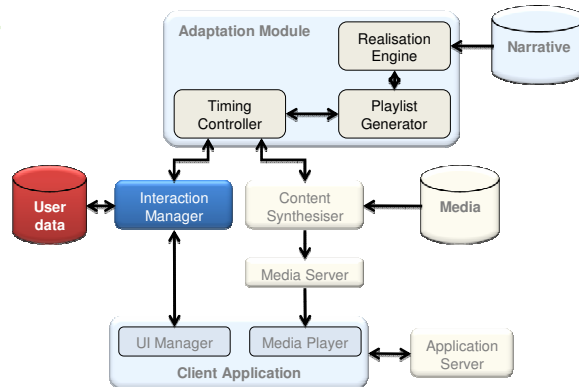 Adaptation Module
Realisation
Engine
Narrative
Timing
Controller
Playlist
Generator
User
data
Interaction
Manager
Content
Synthesiser
Media
Media Server
UI Manager
Media Player
Client Application
Application
Server